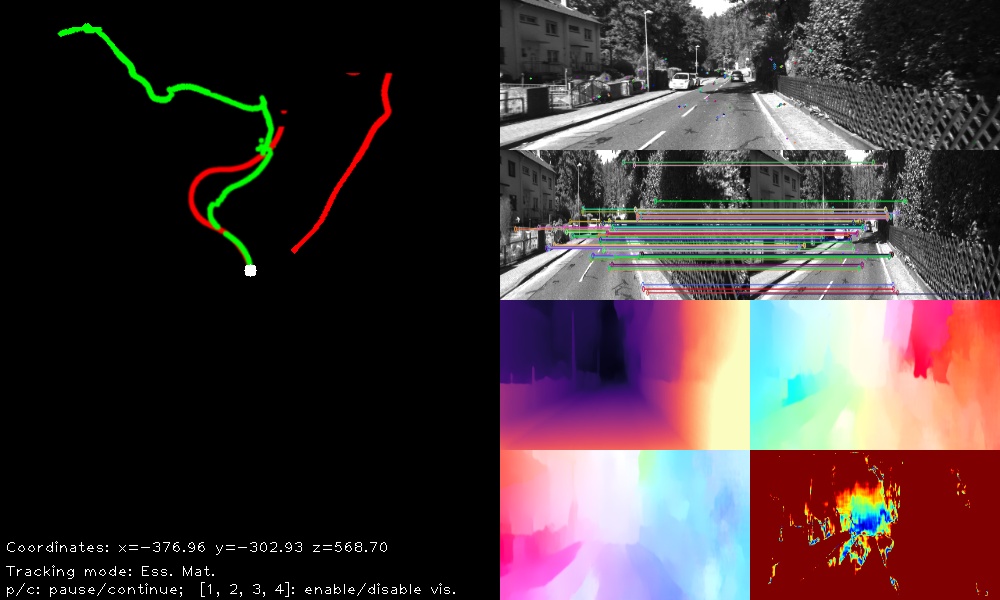 Coordinates: x=-376.96 y=-302.93 z=568.70
Tracking mode: Ess. Mat.
p/c: pause/continue; [1, 2, 3, 4]: enable/disable vis.